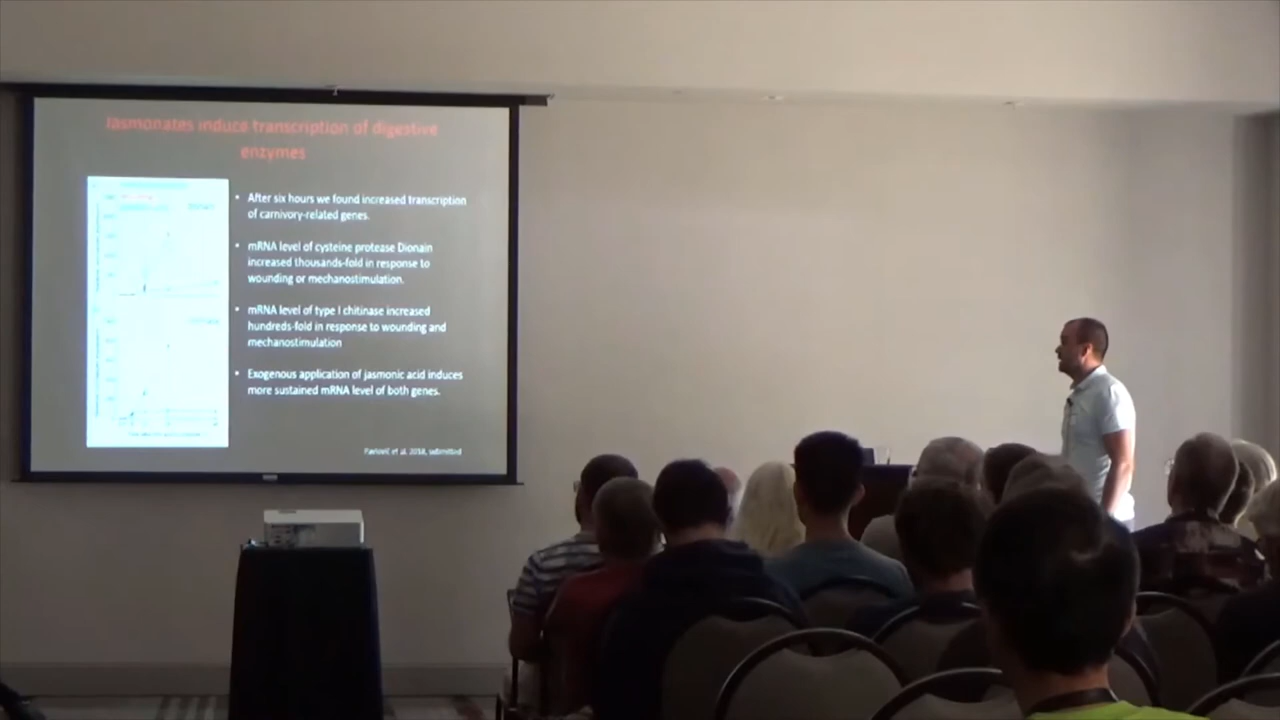 Jasmonates induce transcription of digestive
enzymes
• After six hours we found increased transcription
of carnivory-related genes.
• mRNA level of cysteine protease Dionain
increased thousands-fold in response to
wounding or mechanostimulation.
• mRNA level of type I chitinase increased
hundreds-fold in response to wounding and
mechanostimulation
• Exogenous application of jasmonic acid induces
more sustained mRNA level of both genes.
Pavlovič et al. 2018, submitted